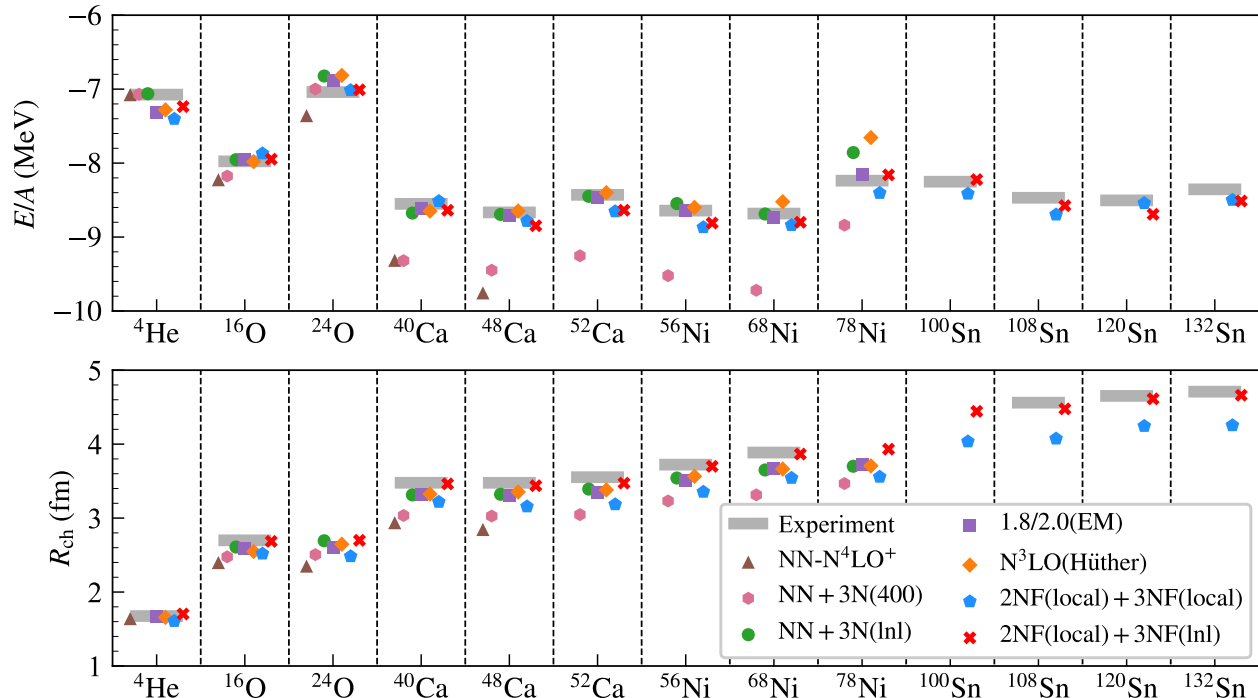 −6
−7
−8
−9
−10
E/A (MeV)
⁴He ¹⁶O ²⁴O ⁴⁰Ca ⁴⁸Ca ⁵²Ca ⁵⁶Ni ⁶⁸Ni ⁷⁸Ni ¹⁰⁰Sn ¹⁰⁸Sn ¹²⁰Sn ¹³²Sn
5
4
3
2
1
R_ch (fm)
Experiment
NN-N⁴LO⁺
NN + 3N(400)
NN + 3N(lnl)
1.8/2.0(EM)
N³LO(Hüther)
2NF(local) + 3NF(local)
2NF(local) + 3NF(lnl)
⁴He ¹⁶O ²⁴O ⁴⁰Ca ⁴⁸Ca ⁵²Ca ⁵⁶Ni ⁶⁸Ni ⁷⁸Ni ¹⁰⁰Sn ¹⁰⁸Sn ¹²⁰Sn ¹³²Sn